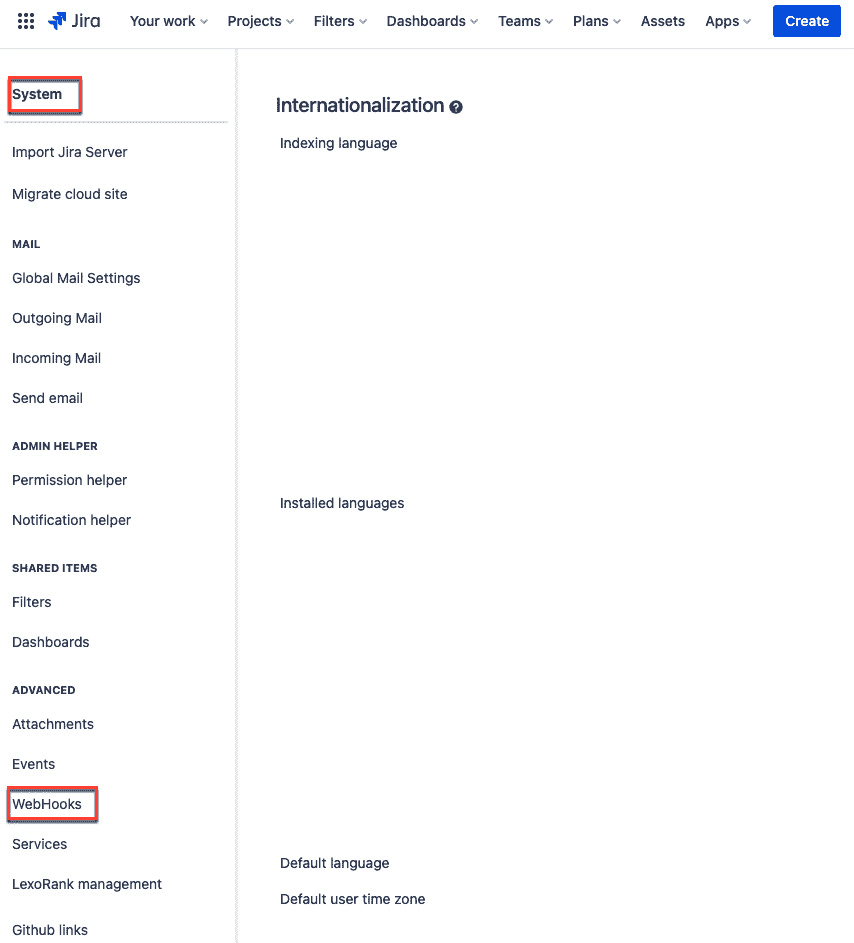 Jira Your work Projects Filters Dashboards Teams Plans Assets Apps Create
System
Import Jira Server
Migrate cloud site
MAIL
Global Mail Settings
Outgoing Mail
Incoming Mail
Send email
ADMIN HELPER
Permission helper
Notification helper
SHARED ITEMS
Filters
Dashboards
ADVANCED
Attachments
Events
WebHooks
Services
LexoRank management
Github links
Internationalization ?
Indexing language
Installed languages
Default language
Default user time zone